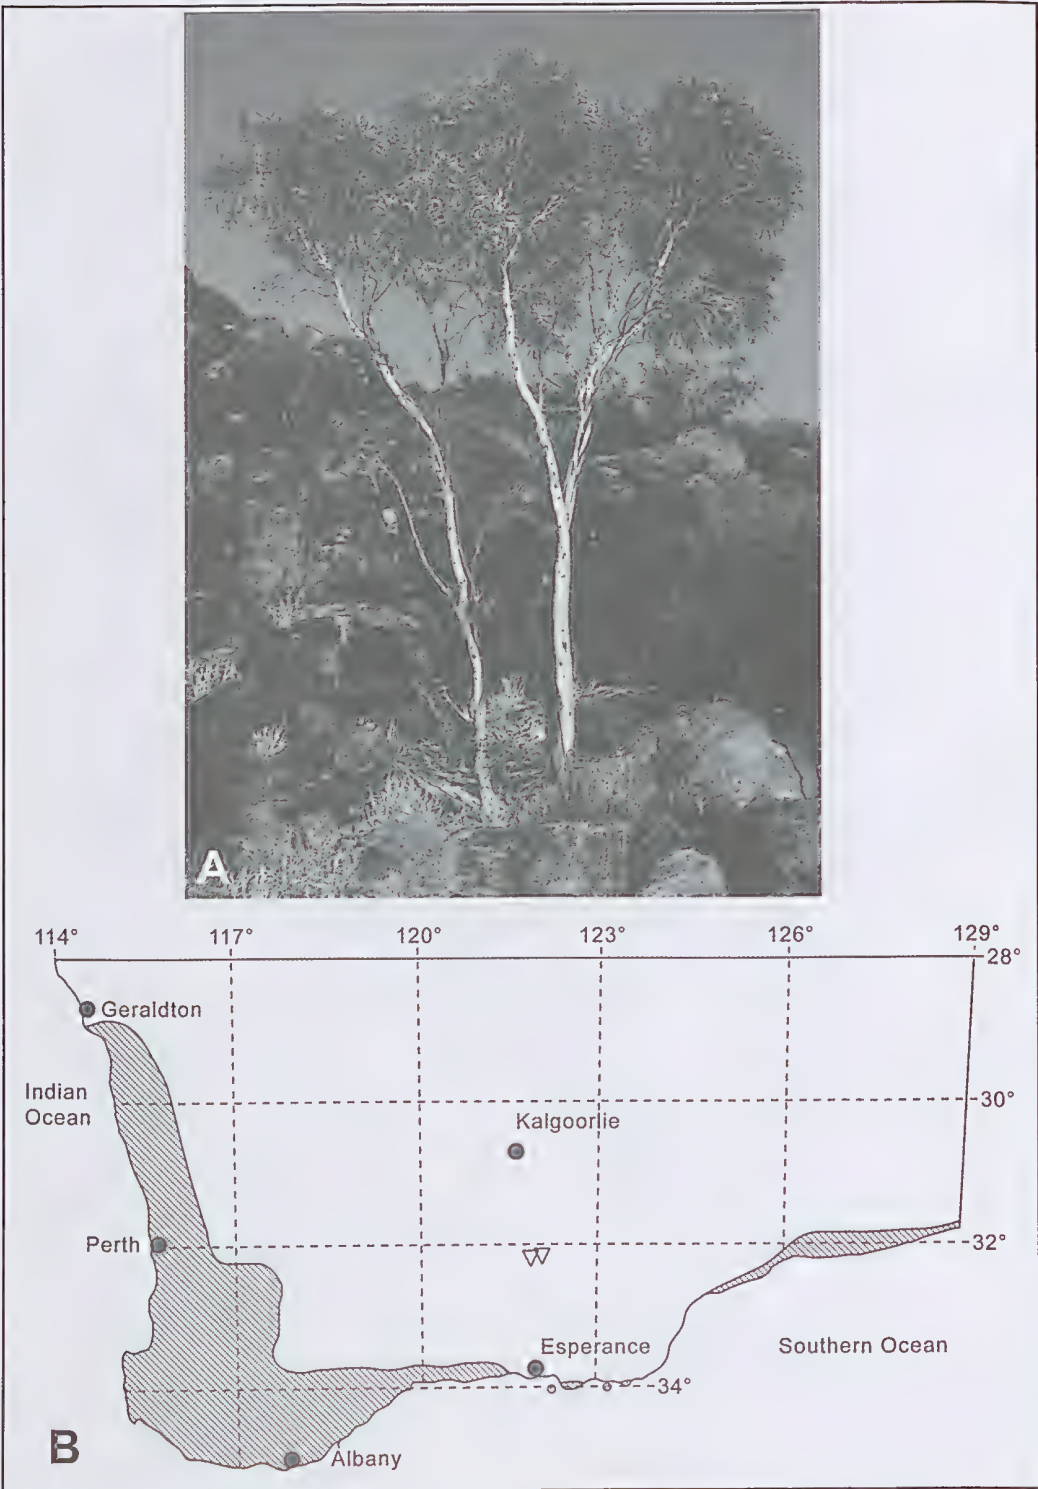 A
114° 117° 120° 123° 126° 129°
28°
Geraldton
Indian
Ocean
30°
Kalgoorlie
Perth
32°
Esperance
Southern Ocean
34°
B
Albany